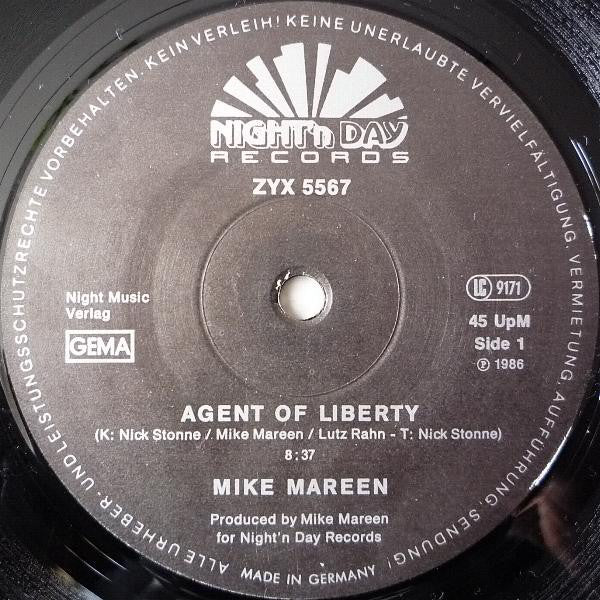 ALLE URHEBER- UND LEISTUNGSSCHUTZRECHTE VORBEHALTEN. KEIN VERLEIH! KEINE UNERLAUBTE VERVIELFÄLTIGUNG, VERMIETUNG, AUFFÜHRUNG, SENDUNG!
NIGHT'n DAY
RECORDS
ZYX 5567
Night Music
Verlag
GEMA
LC 9171
45 UpM
Side 1
Ⓟ 1986
AGENT OF LIBERTY
(K: Nick Stonne / Mike Mareen / Lutz Rahn - T: Nick Stonne)
8:37
MIKE MAREEN
Produced by Mike Mareen
for Night'n Day Records
MADE IN GERMANY